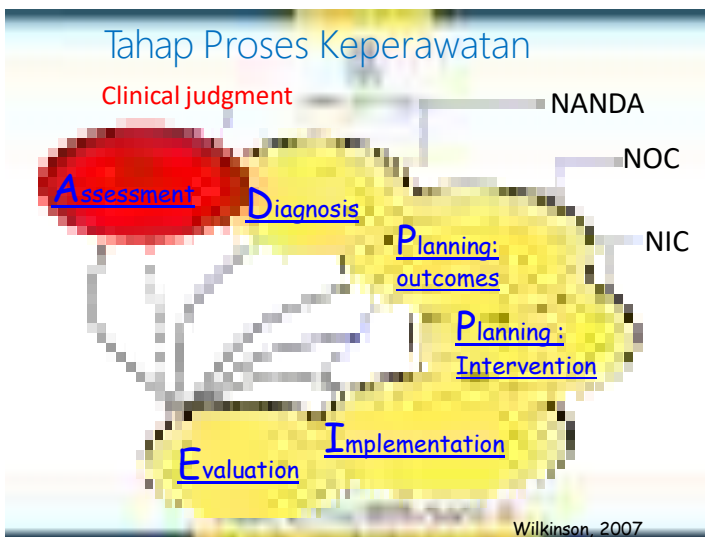 Tahap Proses Keperawatan
Clinical judgment
NANDA
NOC
NIC
Assessment
Diagnosis
Planning:
outcomes
Planning :
Intervention
Implementation
Evaluation
Wilkinson, 2007